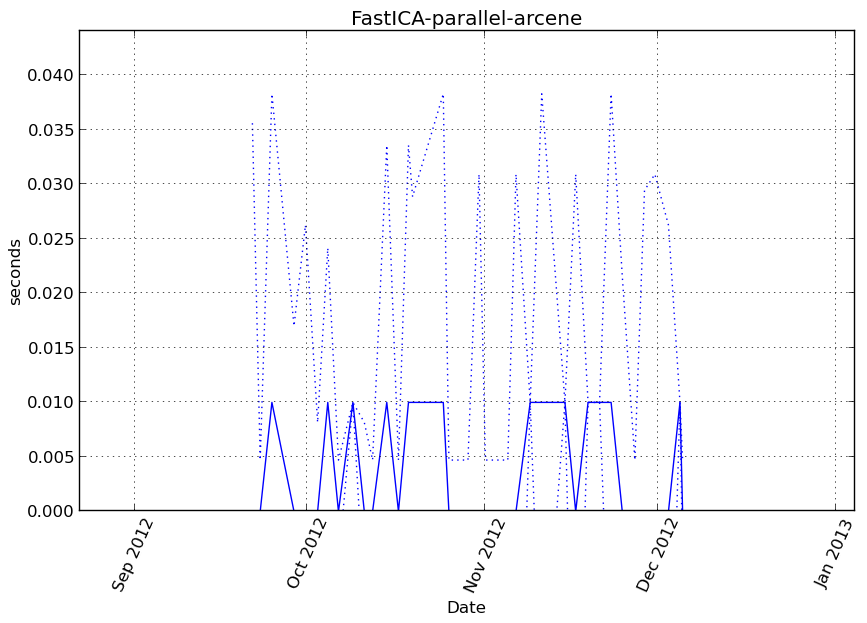 FastICA-parallel-arcene
0.040
0.035
0.030
0.025
0.020
0.015
0.010
0.005
0.000
seconds
Sep 2012
Oct 2012
Nov 2012
Dec 2012
Jan 2013
Date